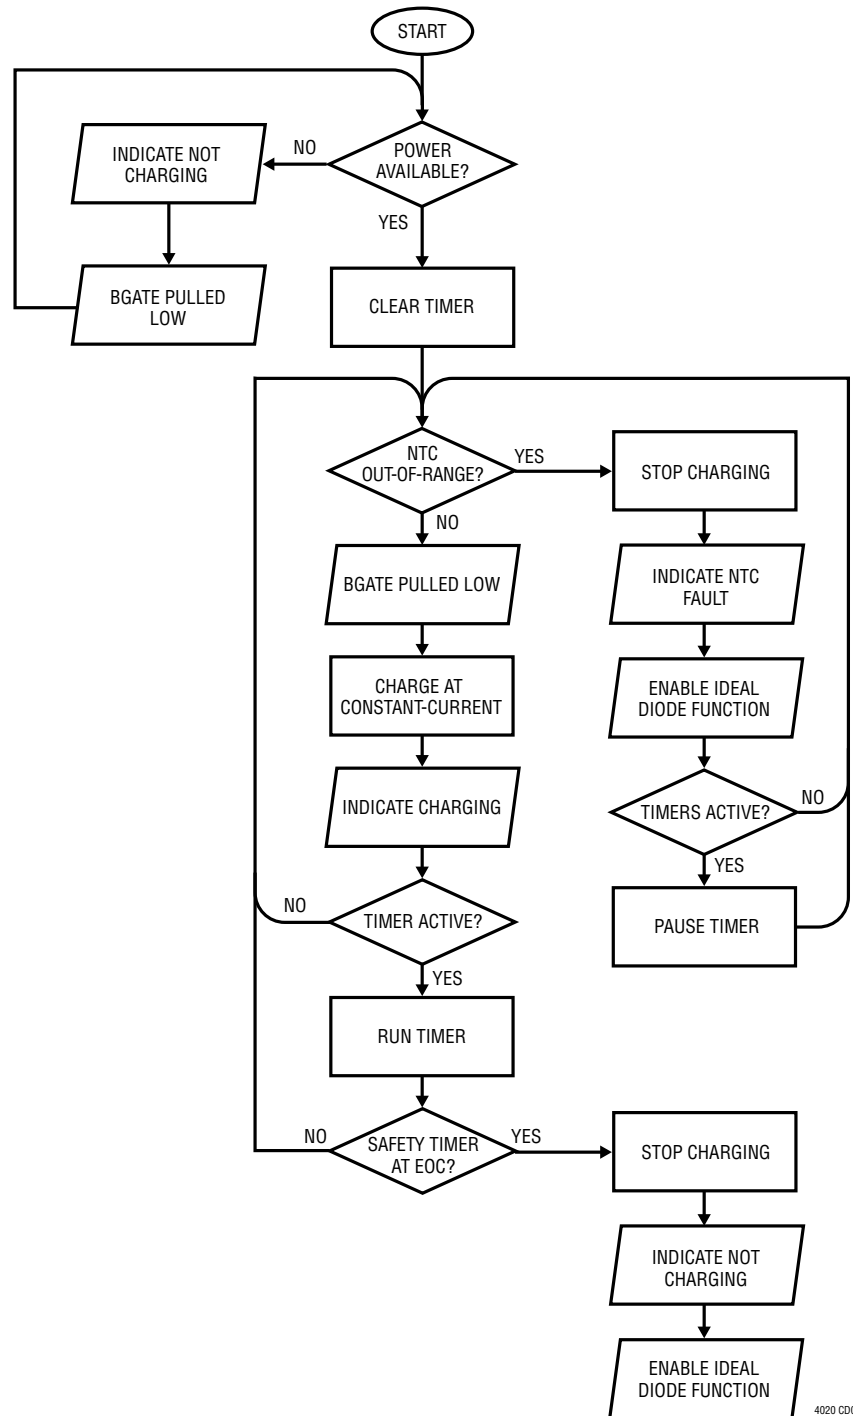 START
NO
INDICATE NOT
CHARGING
POWER
AVAILABLE?
YES
BGATE PULLED
LOW
CLEAR TIMER
NTC
OUT-OF-RANGE?
YES
STOP CHARGING
NO
BGATE PULLED LOW
INDICATE NTC
FAULT
CHARGE AT
CONSTANT-CURRENT
ENABLE IDEAL
DIODE FUNCTION
INDICATE CHARGING
TIMERS ACTIVE?
NO
YES
NO
TIMER ACTIVE?
PAUSE TIMER
YES
RUN TIMER
NO
SAFETY TIMER
AT EOC?
YES
STOP CHARGING
INDICATE NOT
CHARGING
ENABLE IDEAL
DIODE FUNCTION